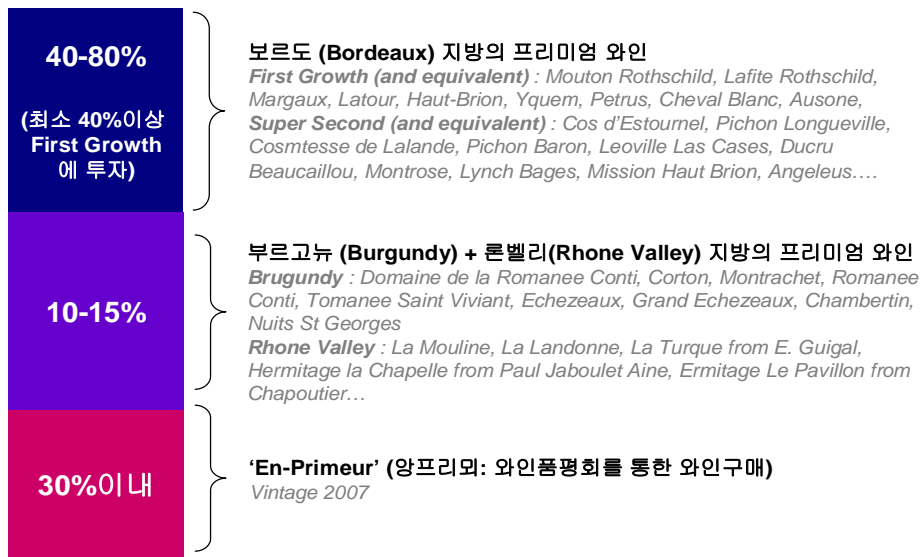 40-80%
(최소 40%이상
First Growth
에 투자)
보르도 (Bordeaux) 지방의 프리미엄 와인
First Growth (and equivalent) : Mouton Rothschild, Lafite Rothschild,
Margaux, Latour, Haut-Brion, Yquem, Petrus, Cheval Blanc, Ausone,
Super Second (and equivalent) : Cos d'Estournel, Pichon Longueville,
Cosmtesse de Lalande, Pichon Baron, Leoville Las Cases, Ducru
Beaucaillou, Montrose, Lynch Bages, Mission Haut Brion, Angeleus….
10-15%
부르고뉴 (Burgundy) + 론벨리(Rhone Valley) 지방의 프리미엄 와인
Brugundy : Domaine de la Romanee Conti, Corton, Montrachet, Romanee
Conti, Tomanee Saint Viviant, Echezeaux, Grand Echezeaux, Chambertin,
Nuits St Georges
Rhone Valley : La Mouline, La Landonne, La Turque from E. Guigal,
Hermitage la Chapelle from Paul Jaboulet Aine, Ermitage Le Pavillon from
Chapoutier…
30%이내
‘En-Primeur’ (앙프리뫼: 와인품평회를 통한 와인구매)
Vintage 2007